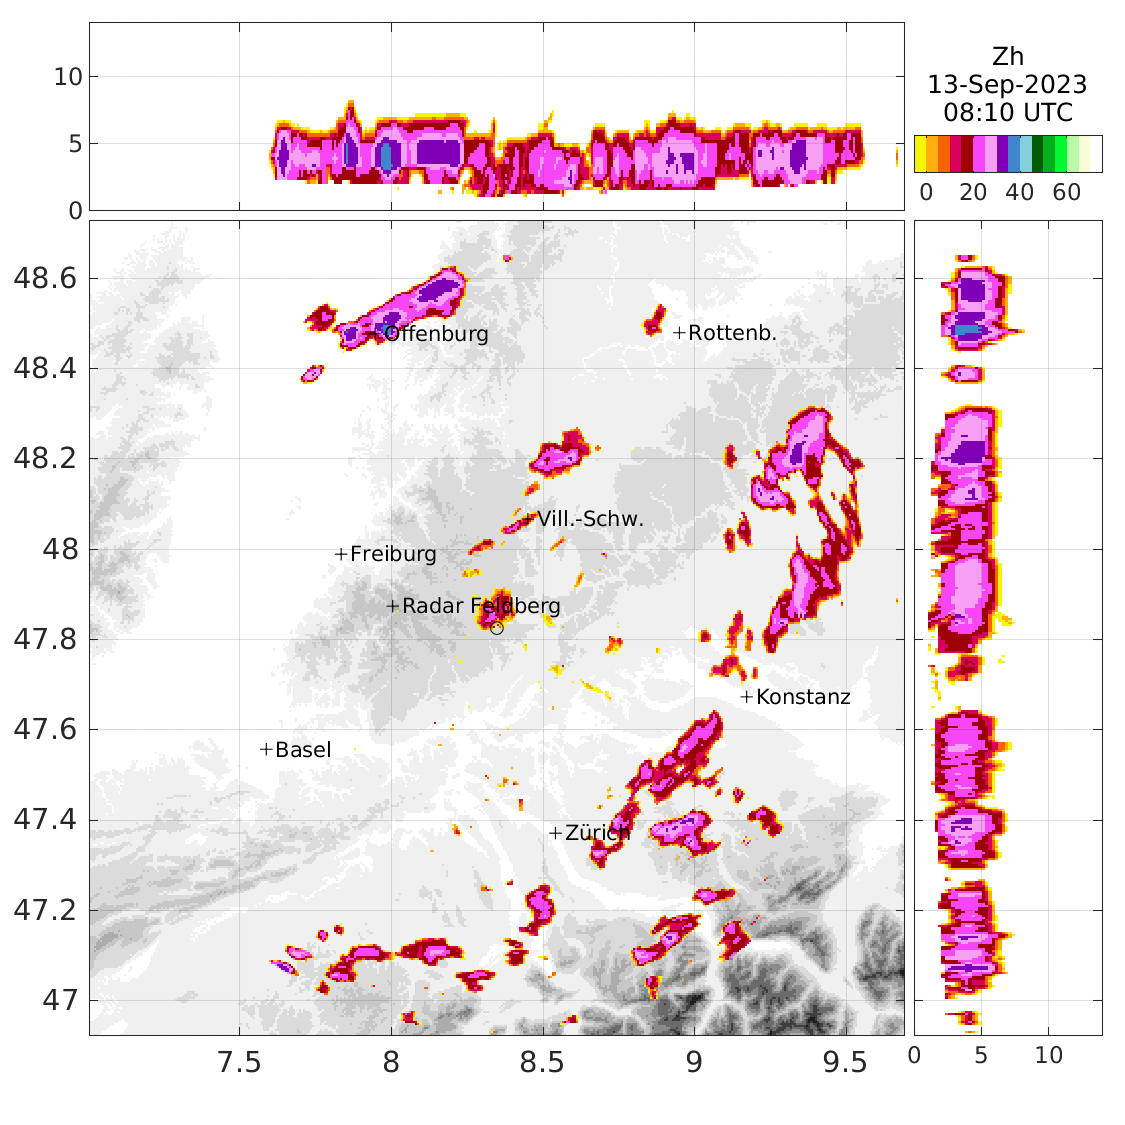 Zh
13-Sep-2023
08:10 UTC
0 20 40 60
10
5
0
48.6
48.4
48.2
48
47.8
47.6
47.4
47.2
47
+Offenburg
+Rottenb.
+Vill.-Schw.
+Freiburg
+Radar Feldberg
+Konstanz
+Basel
+Zürich
7.5 8 8.5 9 9.5
0 5 10